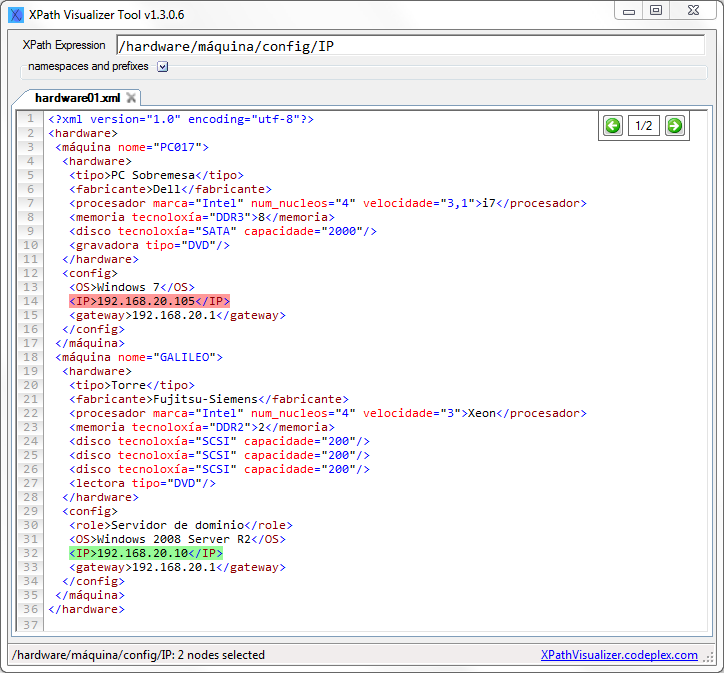 XPath Visualizer Tool v1.3.0.6
XPath Expression /hardware/máquina/config/IP
namespaces and prefixes
hardware01.xml
1/2
1 <?xml version="1.0" encoding="utf-8"?>
2 <hardware>
3 <máquina nome="PC017">
4 <hardware>
5 <tipo>PC Sobremesa</tipo>
6 <fabricante>Dell</fabricante>
7 <procesador marca="Intel" num_nucleos="4" velocidade="3,1">i7</procesador>
8 <memoria tecnoloxía="DDR3">8</memoria>
9 <disco tecnoloxía="SATA" capacidade="2000"/>
10 <gravadora tipo="DVD"/>
11 </hardware>
12 <config>
13 <OS>Windows 7</OS>
14 <IP>192.168.20.105</IP>
15 <gateway>192.168.20.1</gateway>
16 </config>
17 </máquina>
18 <máquina nome="GALILEO">
19 <hardware>
20 <tipo>Torre</tipo>
21 <fabricante>Fujitsu-Siemens</fabricante>
22 <procesador marca="Intel" num_nucleos="4" velocidade="3">Xeon</procesador>
23 <memoria tecnoloxía="DDR2">2</memoria>
24 <disco tecnoloxía="SCSI" capacidade="200"/>
25 <disco tecnoloxía="SCSI" capacidade="200"/>
26 <disco tecnoloxía="SCSI" capacidade="200"/>
27 <lectora tipo="DVD"/>
28 </hardware>
29 <config>
30 <role>Servidor de dominio</role>
31 <OS>Windows 2008 Server R2</OS>
32 <IP>192.168.20.10</IP>
33 <gateway>192.168.20.1</gateway>
34 </config>
35 </máquina>
36 </hardware>
37
/hardware/máquina/config/IP: 2 nodes selected XPathVisualizer.codeplex.com